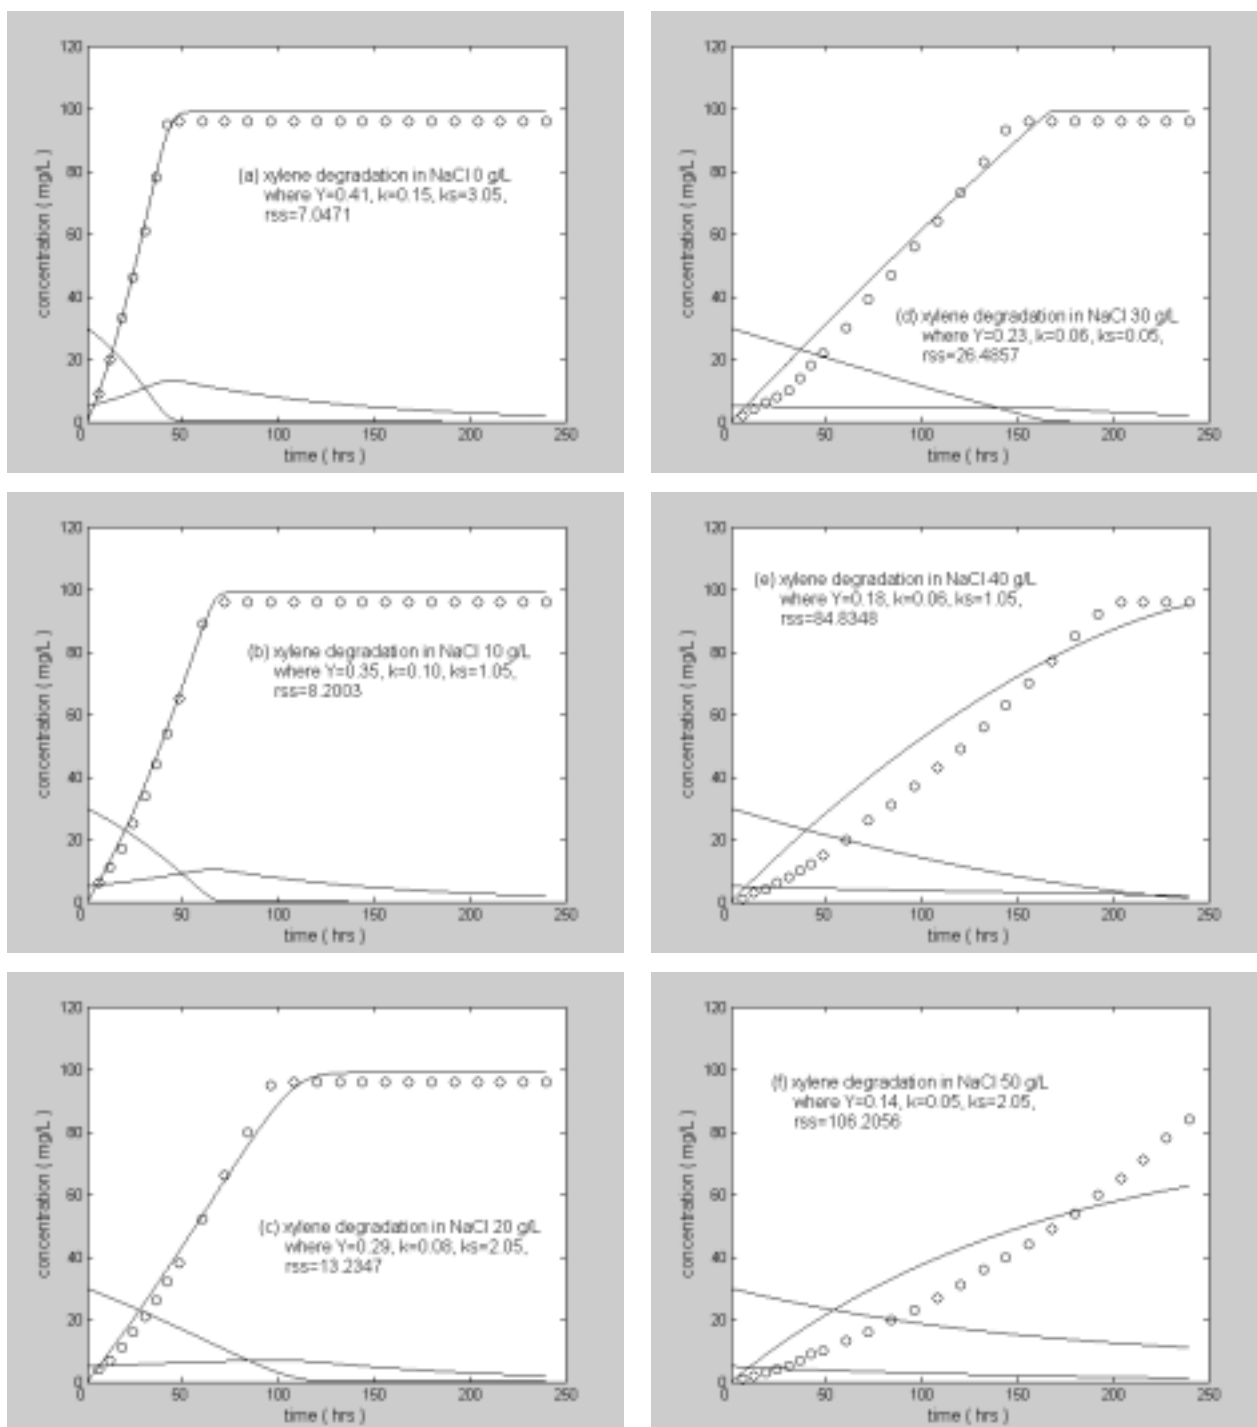 120
100
80
60
40
20
0
concentration ( mg/L )
(a) xylene degradation in NaCl 0 g/L
where Y=0.41, k=0.15, ks=3.05,
rss=7.0471
0 50 100 150 200 250
time ( hrs )
120
100
80
60
40
20
0
concentration ( mg/L )
(d) xylene degradation in NaCl 30 g/L
where Y=0.23, k=0.06, ks=0.05,
rss=26.4857
0 50 100 150 200 250
time ( hrs )
120
100
80
60
40
20
0
concentration ( mg/L )
(b) xylene degradation in NaCl 10 g/L
where Y=0.35, k=0.10, ks=1.05,
rss=8.2003
0 50 100 150 200 250
time ( hrs )
120
100
80
60
40
20
0
concentration ( mg/L )
(e) xylene degradation in NaCl 40 g/L
where Y=0.18, k=0.06, ks=1.05,
rss=84.8348
0 50 100 150 200 250
time ( hrs )
120
100
80
60
40
20
0
concentration ( mg/L )
(c) xylene degradation in NaCl 20 g/L
where Y=0.29, k=0.08, ks=2.05,
rss=13.2347
0 50 100 150 200 250
time ( hrs )
120
100
80
60
40
20
0
concentration ( mg/L )
(f) xylene degradation in NaCl 50 g/L
where Y=0.14, k=0.05, ks=2.05,
rss=106.2056
0 50 100 150 200 250
time ( hrs )